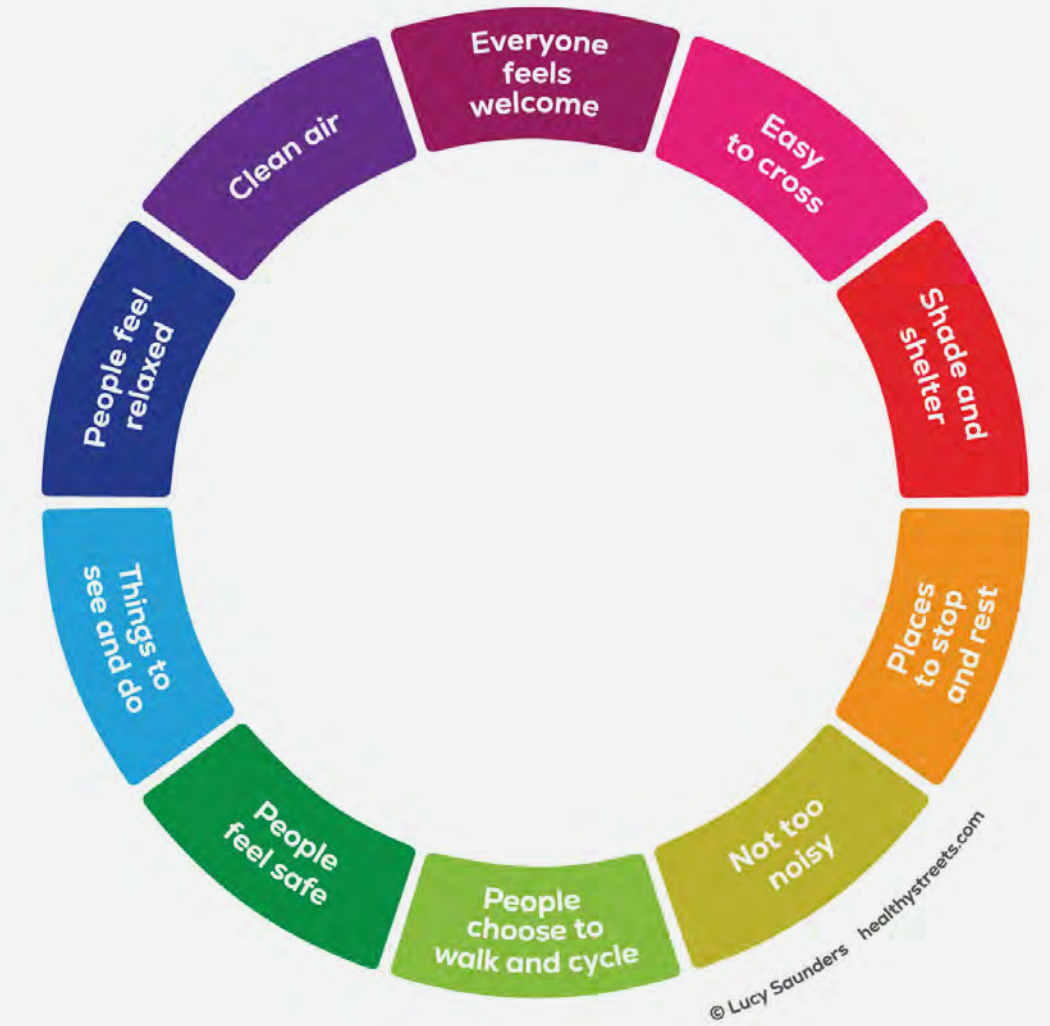 Everyone
feels
welcome
Easy
to cross
Shade and
shelter
Places
to stop
and rest
Not too
noisy
People
choose to
walk and cycle
People
feel safe
Things to
see and do
People feel
relaxed
Clean air
© Lucy Saunders healthystreets.com